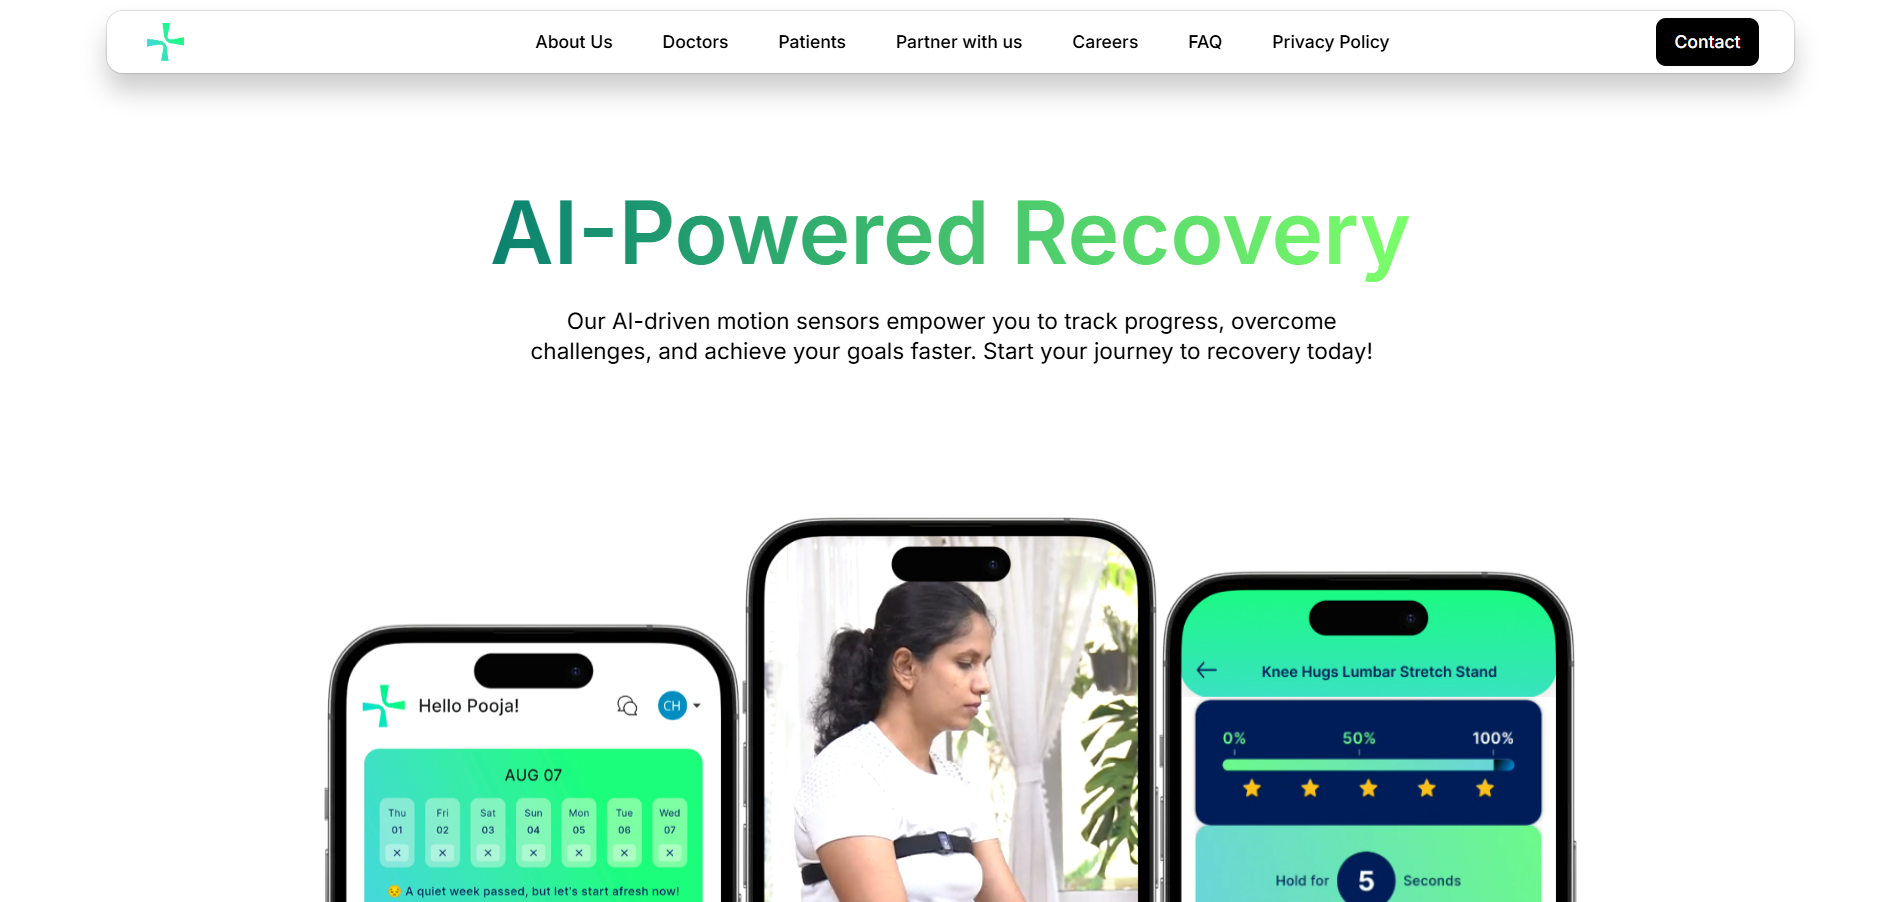 About Us
Doctors
Patients
Partner with us
Careers
FAQ
Privacy Policy
Contact
AI-Powered Recovery
Our AI-driven motion sensors empower you to track progress, overcome
challenges, and achieve your goals faster. Start your journey to recovery today!
Hello Pooja!
CH
AUG 07
Thu Fri Sat Sun Mon Tue Wed
01 02 03 04 05 06 07
😔 A quiet week passed, but let's start afresh now!
Knee Hugs Lumbar Stretch Stand
0% 50% 100%
Hold for 5 Seconds